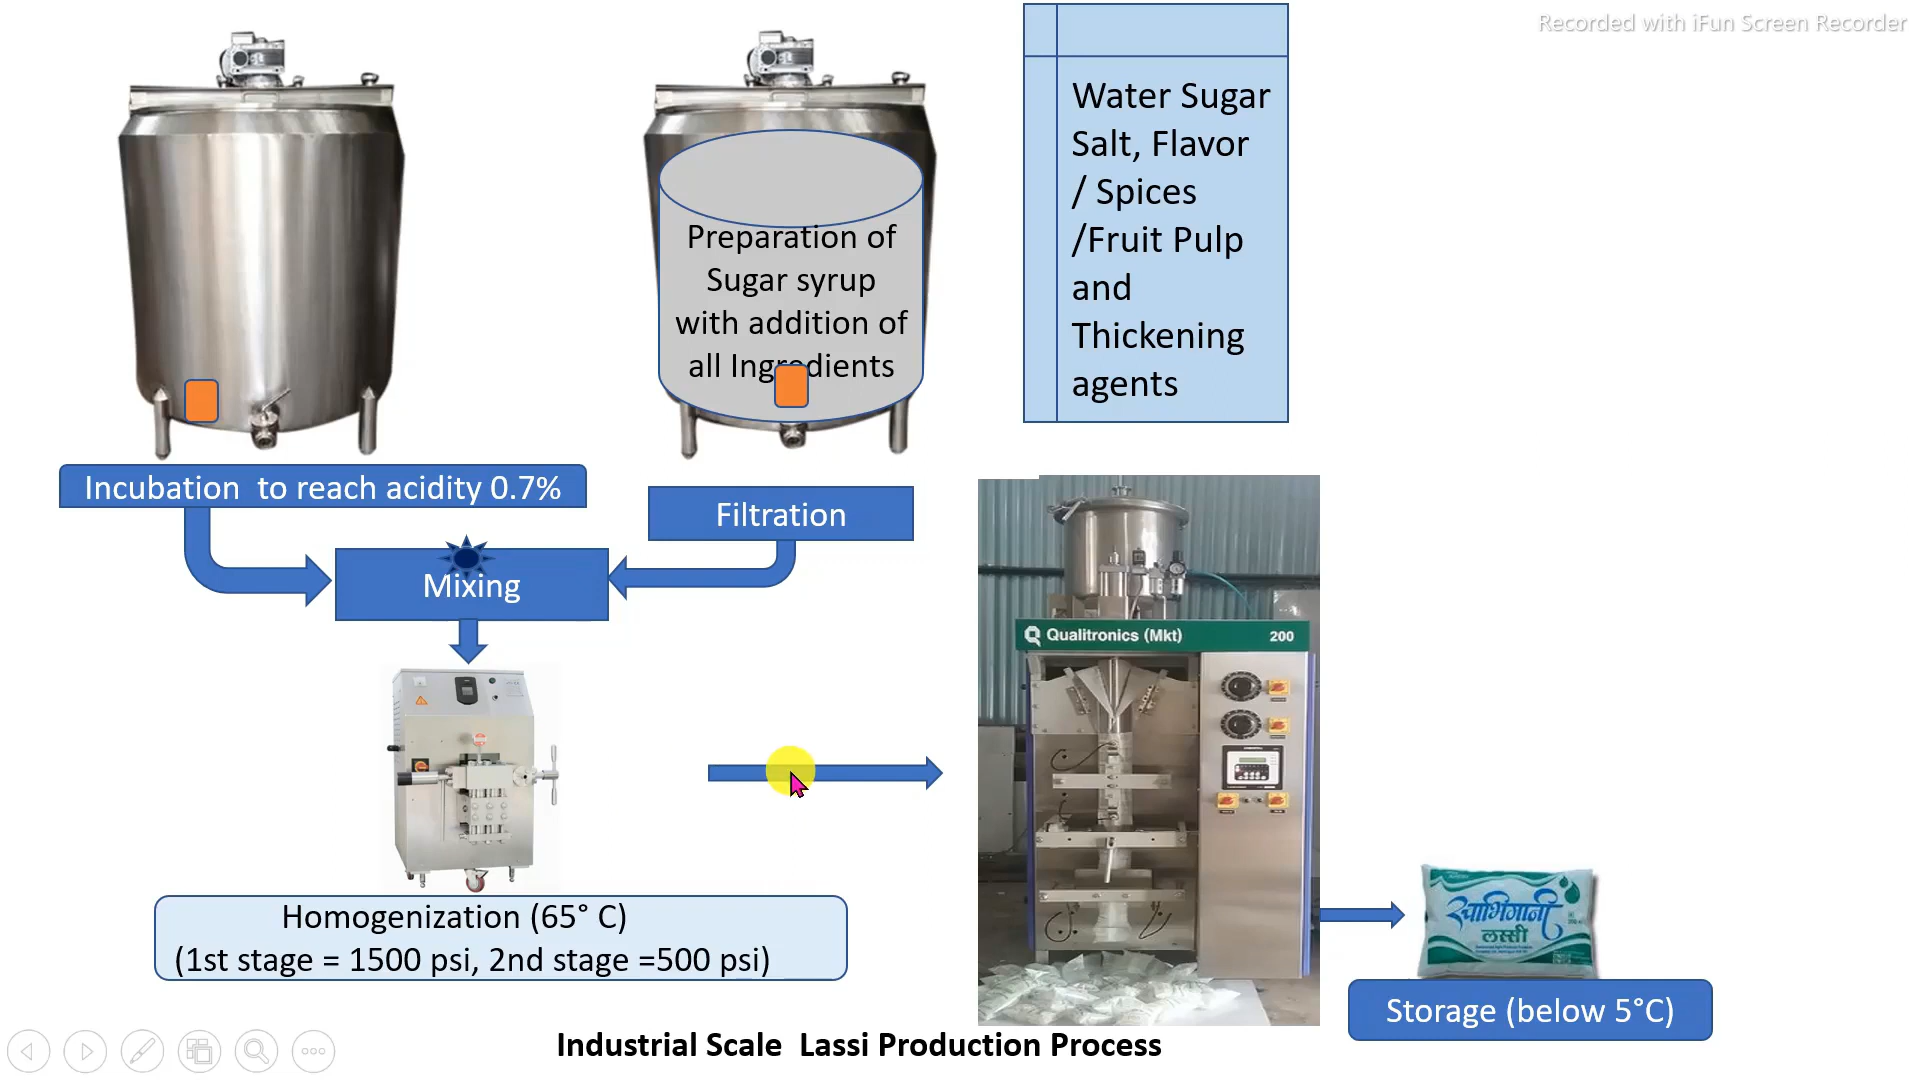 Recorded with iFun Screen Recorder
Preparation of
Sugar syrup
with addition of
all Ingredients
Water Sugar
Salt, Flavor
/ Spices
/Fruit Pulp
and
Thickening
agents
Incubation to reach acidity 0.7%
Filtration
Mixing
Qualitronics (Mkt) 200
Homogenization (65° C)
(1st stage = 1500 psi, 2nd stage =500 psi)
स्वाभिमानी
लस्सी
Storage (below 5°C)
Industrial Scale Lassi Production Process